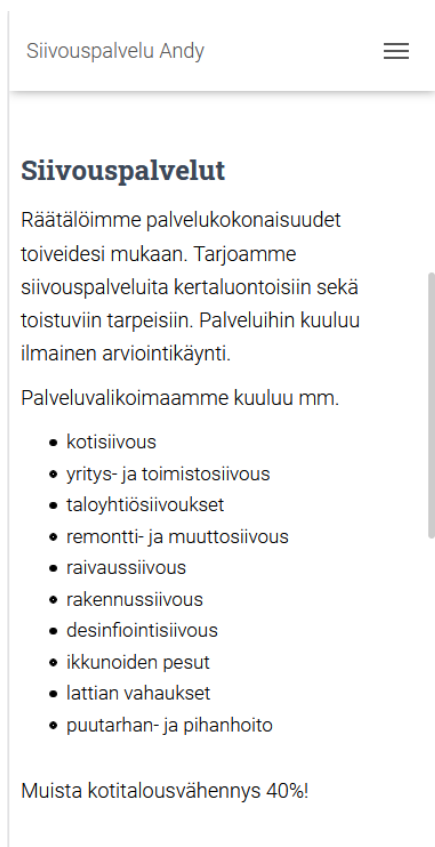 Siivouspalvelu Andy
Siivouspalvelut
Räätälöimme palvelukokonaisuudet
toiveidesi mukaan. Tarjoamme
siivouspalveluita kertaluontoisiin sekä
toistuviin tarpeisiin. Palveluihin kuuluu
ilmainen arviointikäynti.
Palveluvalikoimaamme kuuluu mm.
• kotisiivous
• yritys- ja toimistosiivous
• taloyhtiösiivoukset
• remontti- ja muuttosiivous
• raivaussiivous
• rakennussiivous
• desinfiointisiivous
• ikkunoiden pesut
• lattian vahaukset
• puutarhan- ja pihanhoito
Muista kotitalousvähennys 40%!